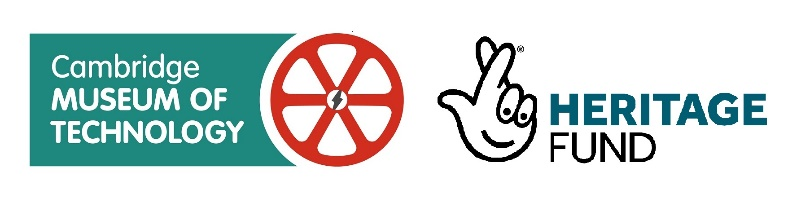 Cambridge
MUSEUM OF
TECHNOLOGY
®
HERITAGE
FUND